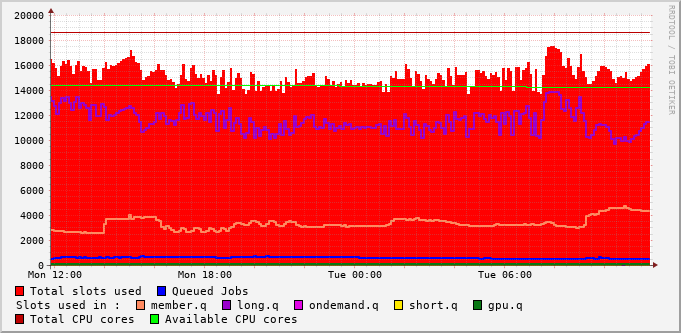 20000
18000
16000
14000
12000
10000
8000
6000
4000
2000
0
Mon 12:00 Mon 18:00 Tue 00:00 Tue 06:00
RRDTOOL / TOBI OETIKER
Total slots used Queued Jobs
Slots used in : member.q long.q ondemand.q short.q gpu.q
Total CPU cores Available CPU cores